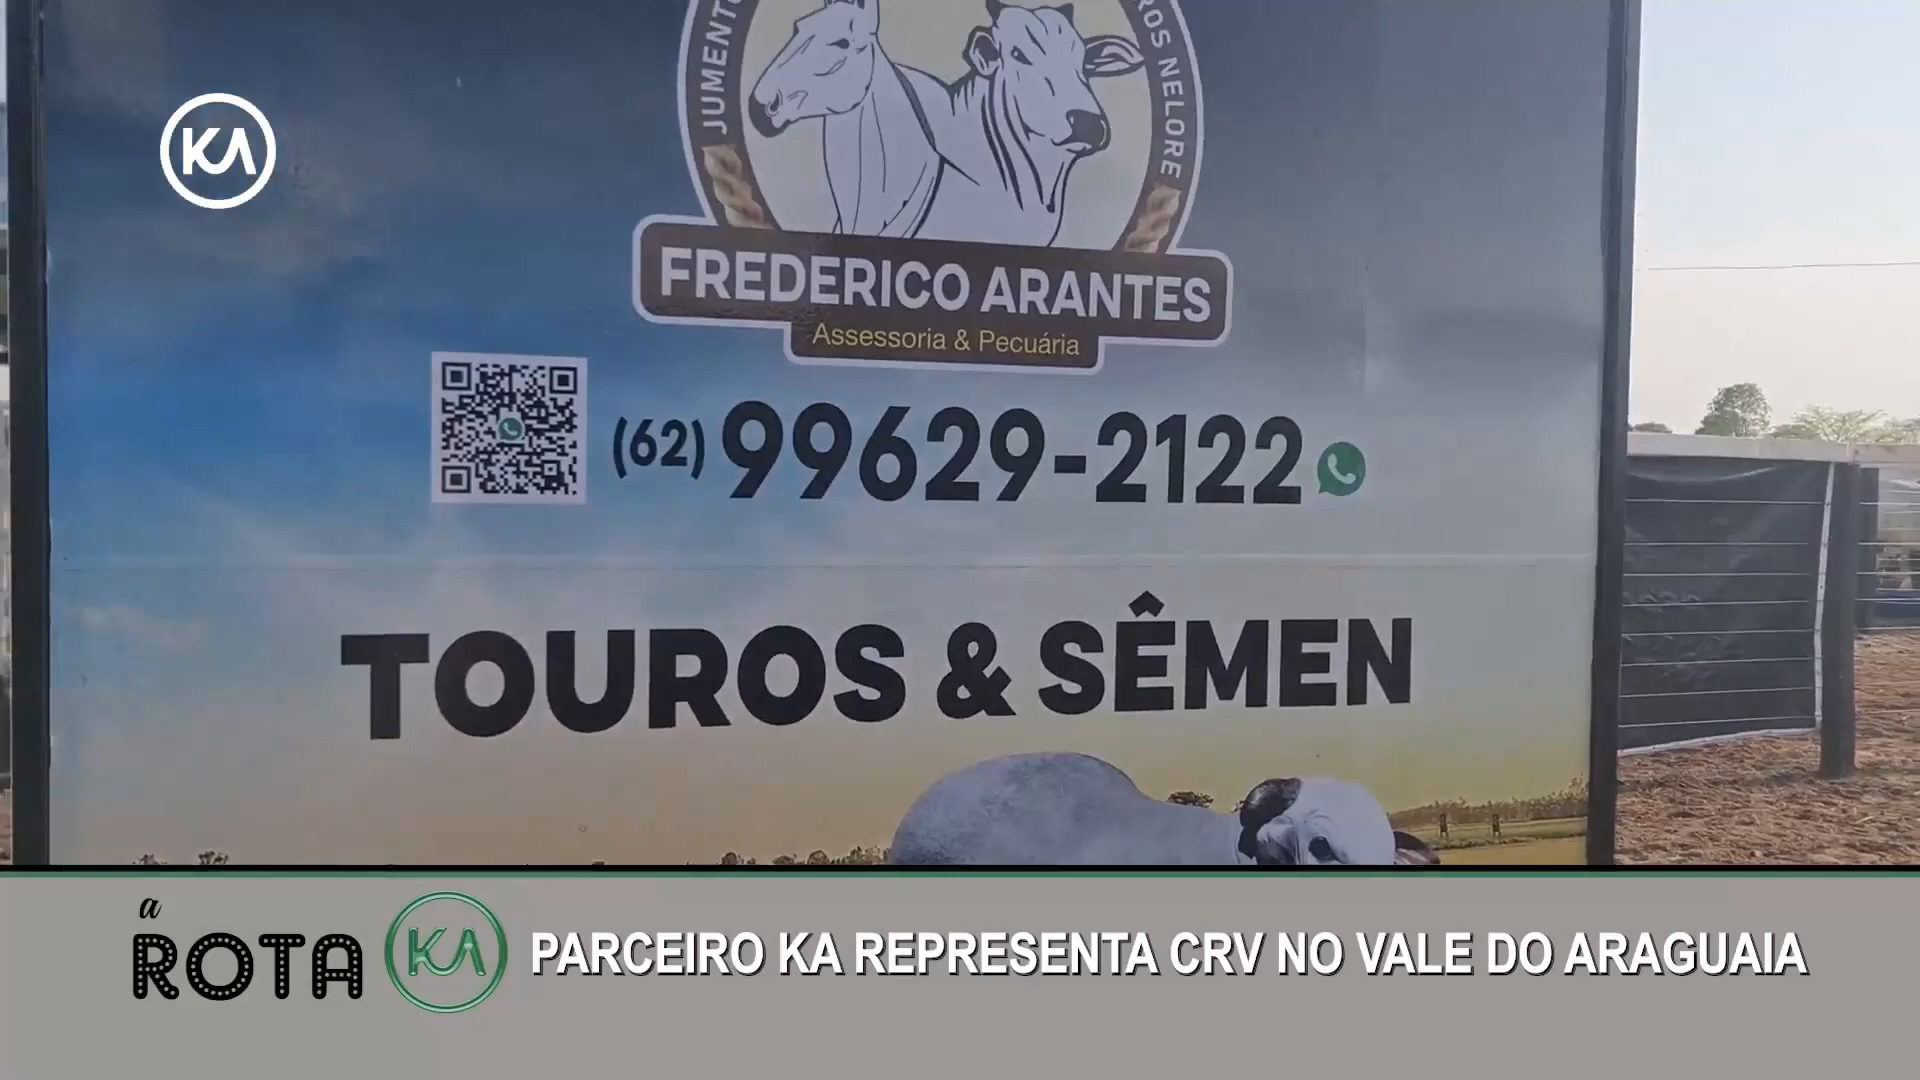 JUMENTO
ROS NELORE
KA
FREDERICO ARANTES
Assessoria & Pecuária
(62) 99629-2122
TOUROS & SÊMEN
a
ROTA
KA
PARCEIRO KA REPRESENTA CRV NO VALE DO ARAGUAIA